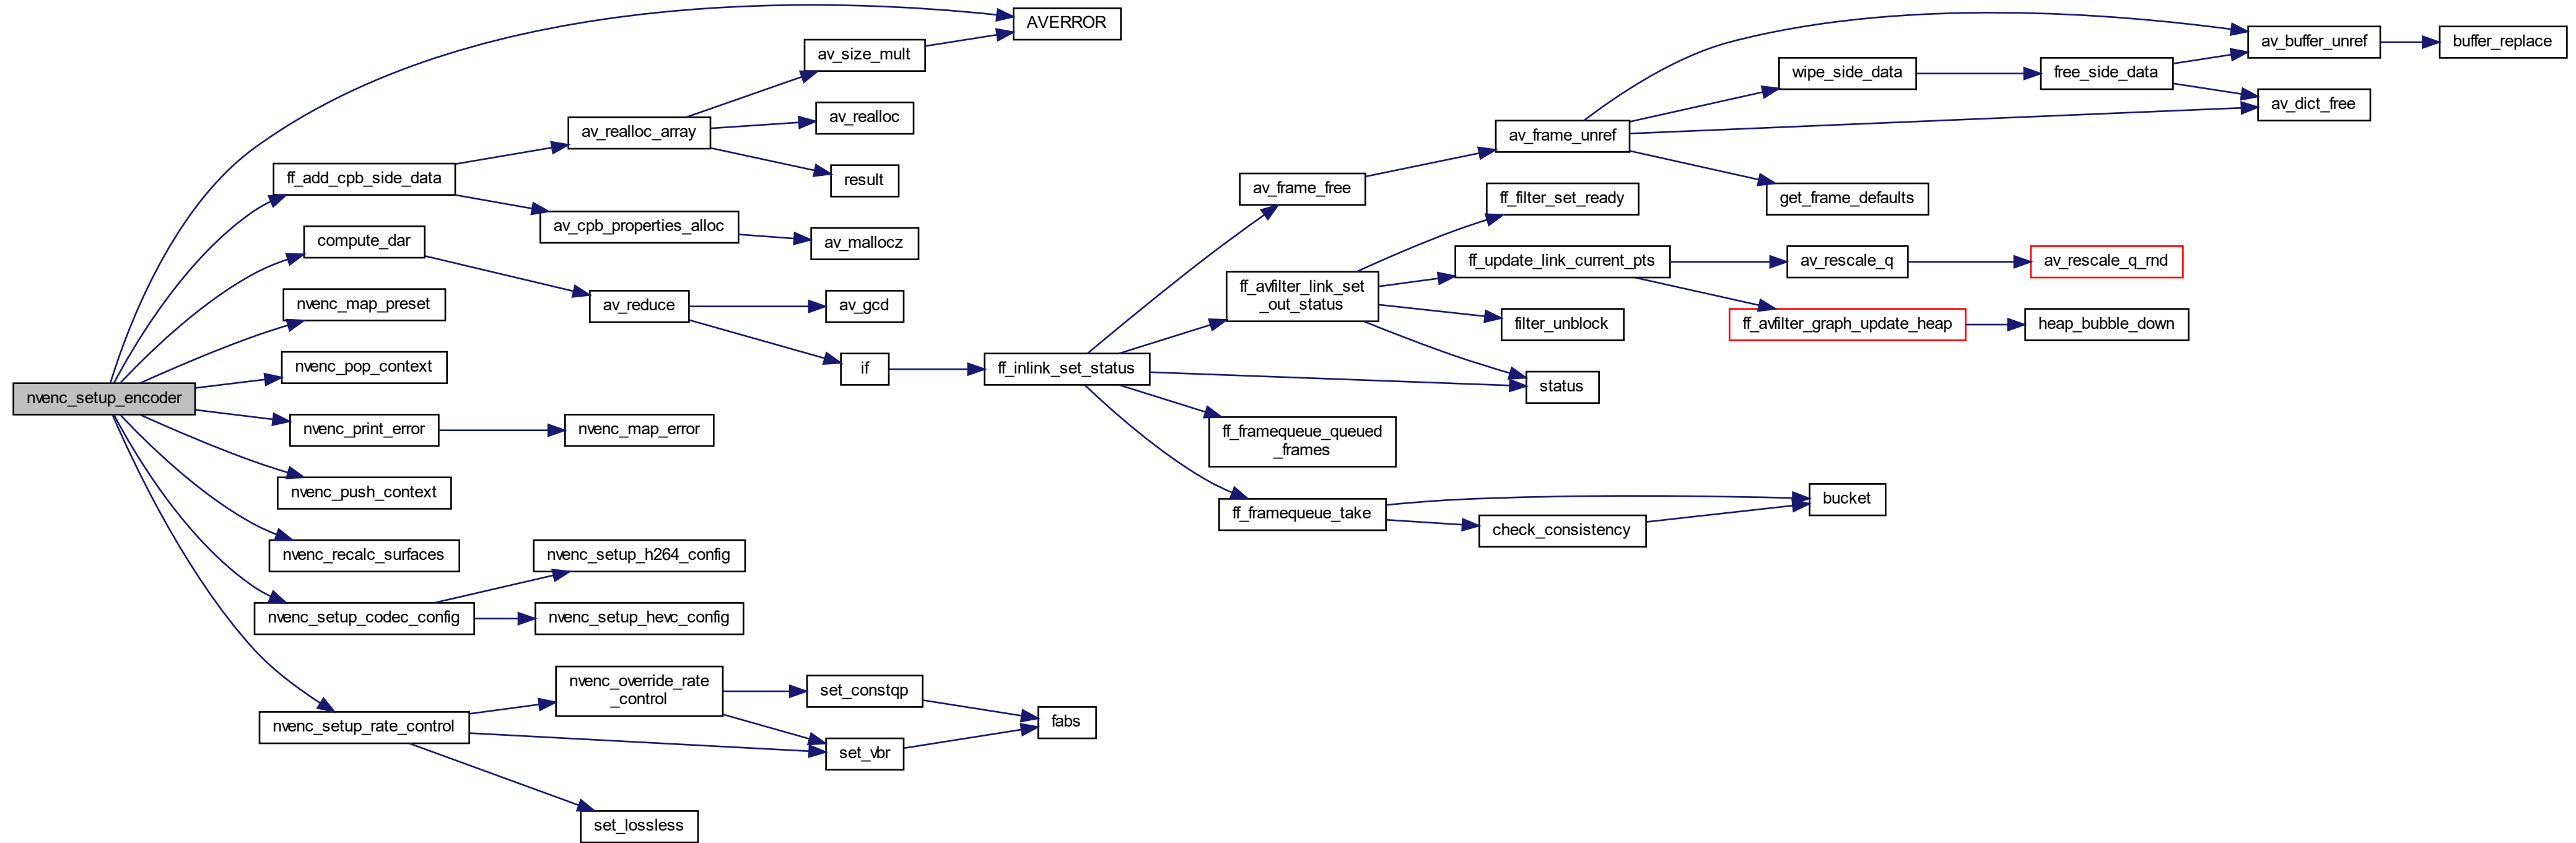 AVERROR
av_size_mult
av_buffer_unref
buffer_replace
wipe_side_data
free_side_data
av_dict_free
av_realloc
av_realloc_array
av_frame_unref
result
ff_add_cpb_side_data
av_frame_free
get_frame_defaults
ff_filter_set_ready
av_cpb_properties_alloc
av_mallocz
compute_dar
ff_update_link_current_pts
av_rescale_q
av_rescale_q_rnd
ff_avfilter_link_set
_out_status
nvenc_map_preset
av_reduce
av_gcd
filter_unblock
ff_avfilter_graph_update_heap
heap_bubble_down
nvenc_pop_context
if
ff_inlink_set_status
status
nvenc_setup_encoder
nvenc_print_error
nvenc_map_error
ff_framequeue_queued
_frames
nvenc_push_context
ff_framequeue_take
bucket
check_consistency
nvenc_recalc_surfaces
nvenc_setup_h264_config
nvenc_setup_codec_config
nvenc_setup_hevc_config
nvenc_override_rate
_control
set_constqp
nvenc_setup_rate_control
fabs
set_vbr
set_lossless